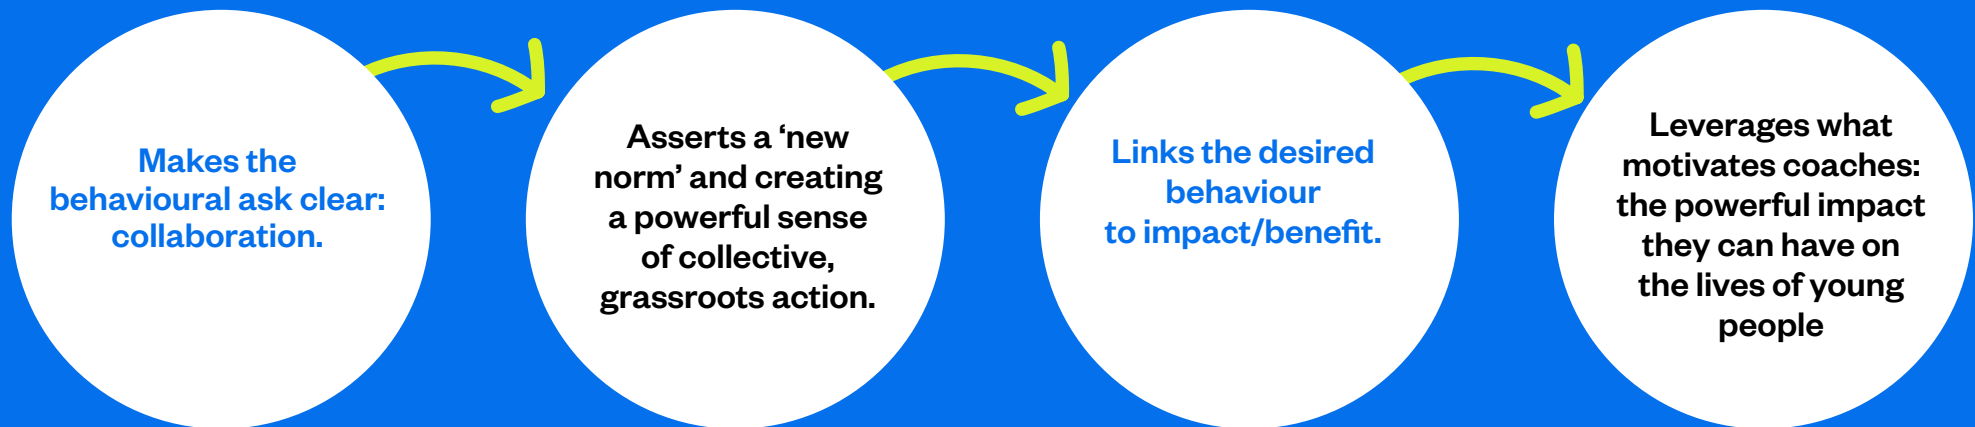 Makes the
behavioural ask clear:
collaboration.
Asserts a ‘new
norm’ and creating
a powerful sense
of collective,
grassroots action.
Links the desired
behaviour
to impact/benefit.
Leverages what
motivates coaches:
the powerful impact
they can have on
the lives of young
people